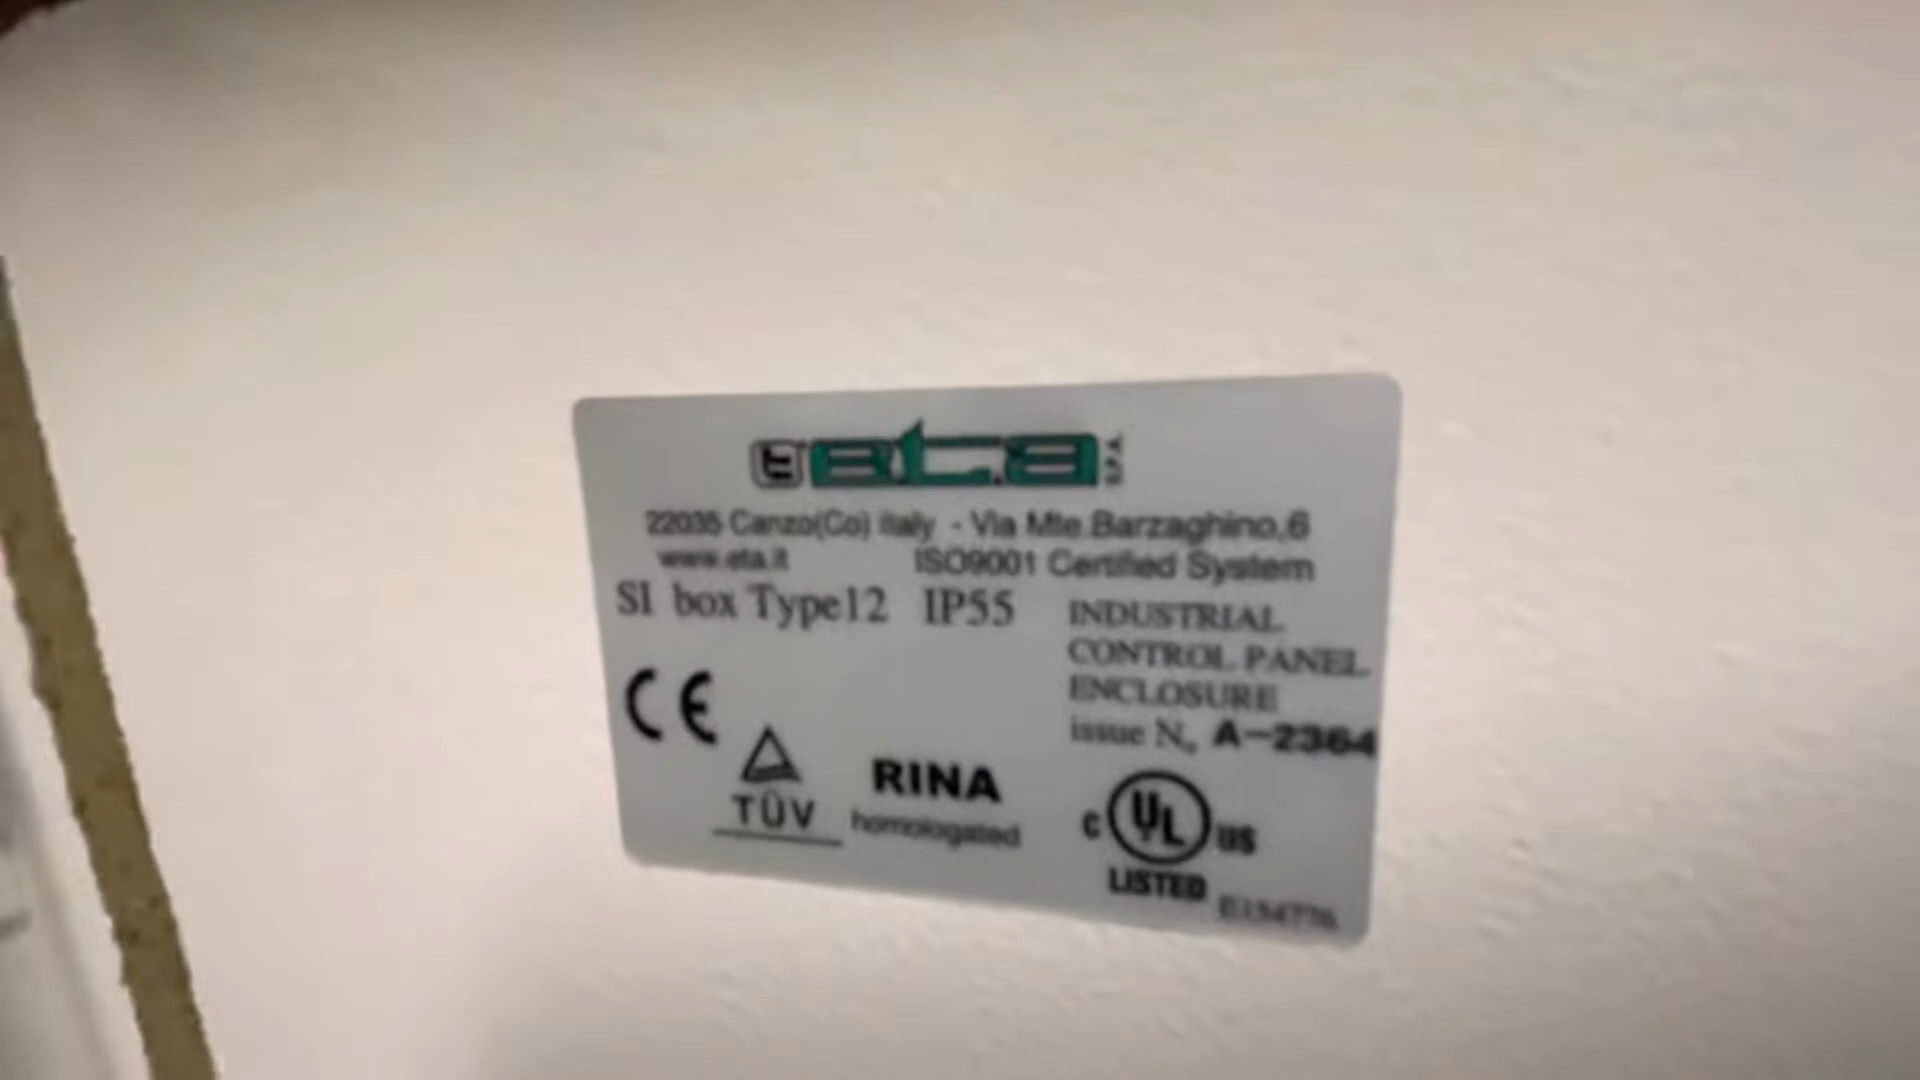 e.t.a S.P.A.
22035 Canzo(Co) Italy - Via Mte.Barzaghino,6
www.eta.it ISO9001 Certified System
SI box Type12 IP55
INDUSTRIAL
CONTROL PANEL
ENCLOSURE
issue N. A-2364
CE
TÜV
RINA
homologated
C UL US
LISTED